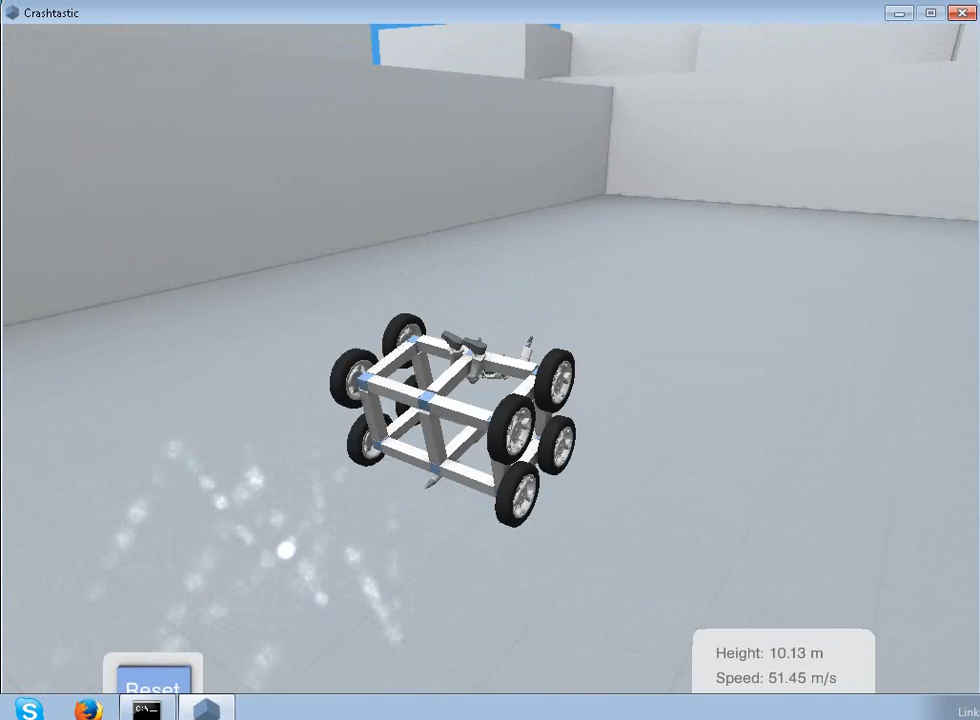 Crashtastic
Height: 10.13 m
Speed: 51.45 m/s
Reset
C:\_
Link